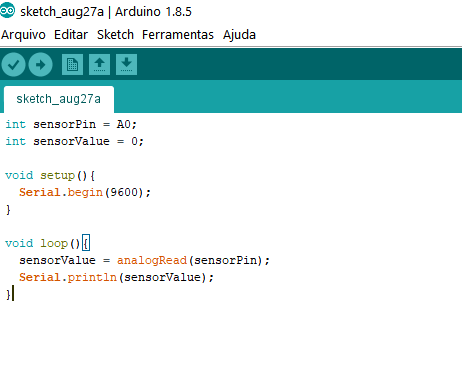 sketch_aug27a | Arduino 1.8.5
Arquivo Editar Sketch Ferramentas Ajuda
sketch_aug27a
int sensorPin = A0;
int sensorValue = 0;
void setup(){
Serial.begin(9600);
}
void loop(){
sensorValue = analogRead(sensorPin);
Serial.println(sensorValue);
}